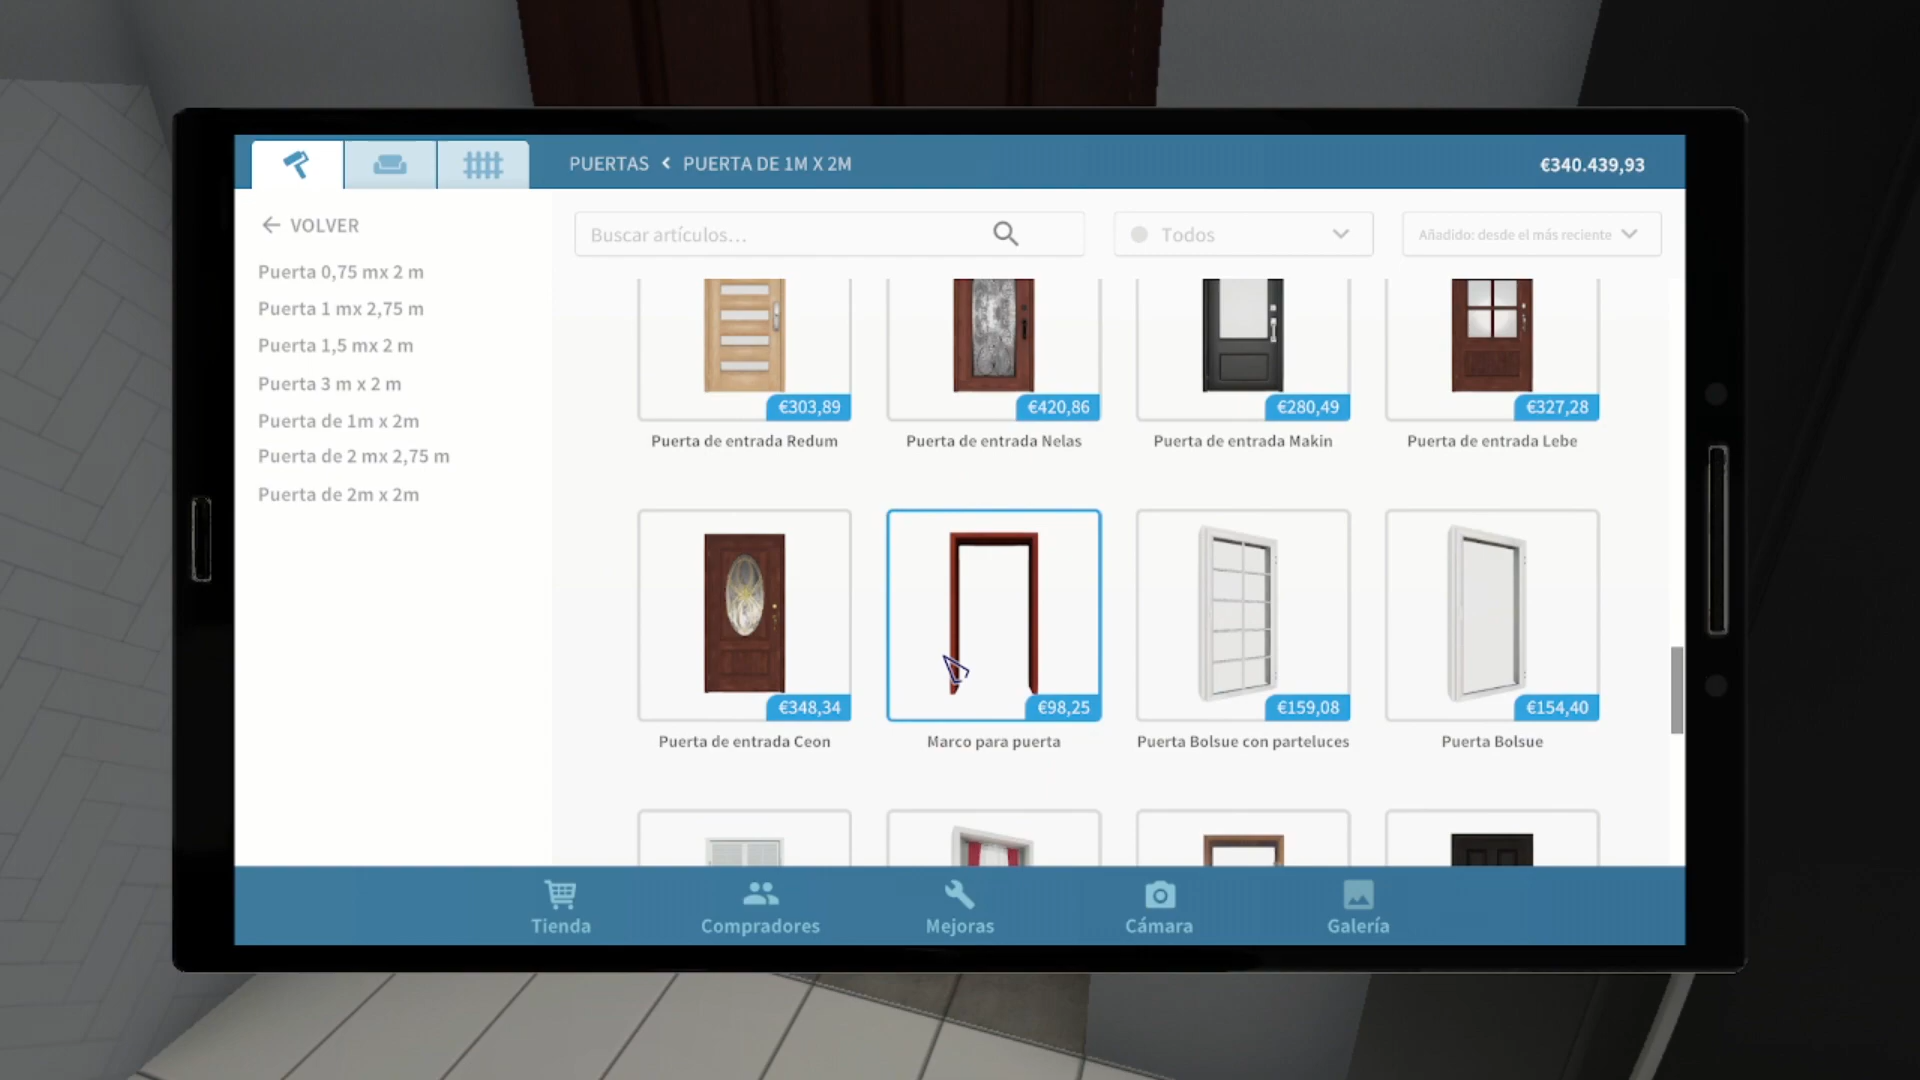 PUERTAS < PUERTA DE 1M X 2M
€340.439,93
VOLVER
Puerta 0,75 mx 2 m
Puerta 1 mx 2,75 m
Puerta 1,5 mx 2 m
Puerta 3 m x 2 m
Puerta de 1m x 2m
Puerta de 2 mx 2,75 m
Puerta de 2m x 2m
Buscar artículos...
Todos
Añadido: desde el más reciente
€303,89
€420,86
€280,49
€327,28
Puerta de entrada Redum
Puerta de entrada Nelas
Puerta de entrada Makin
Puerta de entrada Lebe
€348,34
€98,25
€159,08
€154,40
Puerta de entrada Ceon
Marco para puerta
Puerta Bolsue con parteluces
Puerta Bolsue
Tienda
Compradores
Mejoras
Cámara
Galería